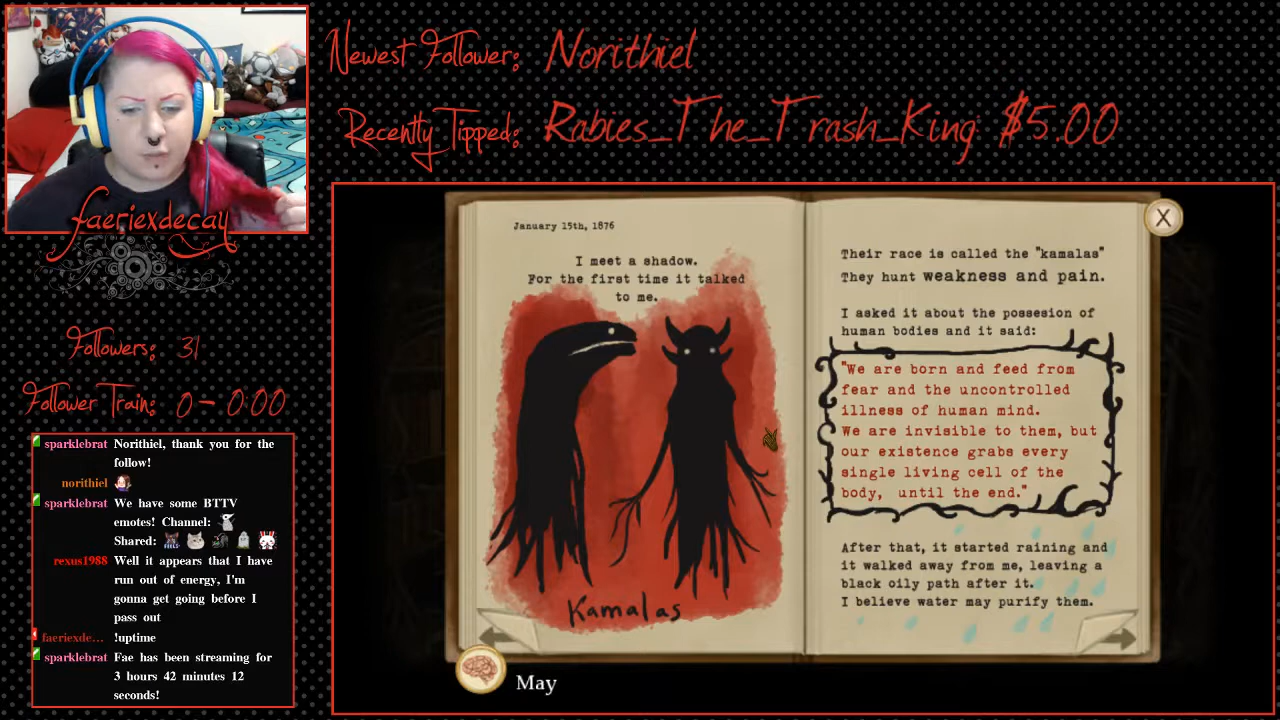 Newest Follower: Norithiel
Recently Tipped: Rabies_The_Trash_King $5.00
faeriexdecay
Followers: 31
Follower Train: 0 - 0:00
sparklebrat Norithiel, thank you for the
follow!
norithiel
sparklebrat We have some BTTV
emotes! Channel:
Shared:
rexus1988 Well it appears that I have
run out of energy, I'm
gonna get going before I
pass out
faeriexde... !uptime
sparklebrat Fae has been streaming for
3 hours 42 minutes 12
seconds!
January 15th, 1876
I meet a shadow.
For the first time it talked
to me.
Kamalas
Their race is called the "kamalas"
They hunt weakness and pain.
I asked it about the possesion of
human bodies and it said:
"We are born and feed from
fear and the uncontrolled
illness of human mind.
We are invisible to them, but
our existence grabs every
single living cell of the
body, until the end."
After that, it started raining and
it walked away from me, leaving a
black oily path after it.
I believe water may purify them.
X
May